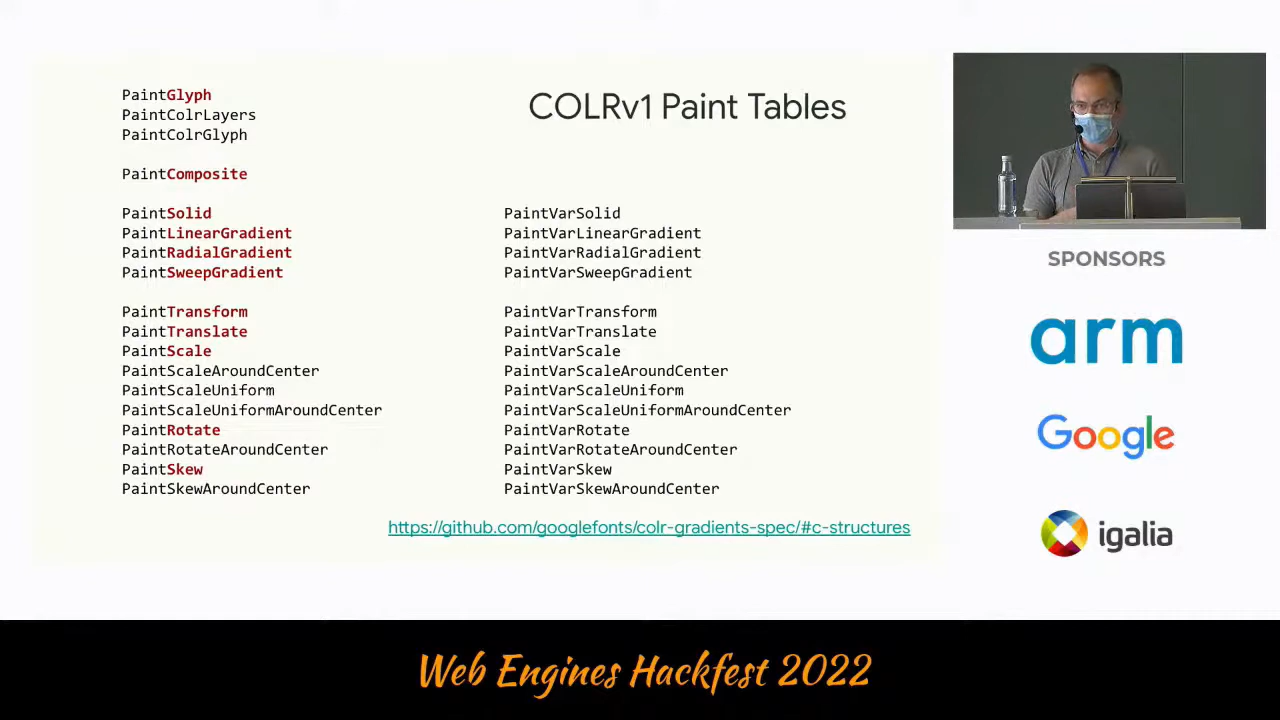 COLRv1 Paint Tables
PaintGlyph
PaintColrLayers
PaintColrGlyph
PaintComposite
PaintSolid
PaintLinearGradient
PaintRadialGradient
PaintSweepGradient
PaintTransform
PaintTranslate
PaintScale
PaintScaleAroundCenter
PaintScaleUniform
PaintScaleUniformAroundCenter
PaintRotate
PaintRotateAroundCenter
PaintSkew
PaintSkewAroundCenter
PaintVarSolid
PaintVarLinearGradient
PaintVarRadialGradient
PaintVarSweepGradient
PaintVarTransform
PaintVarTranslate
PaintVarScale
PaintVarScaleAroundCenter
PaintVarScaleUniform
PaintVarScaleUniformAroundCenter
PaintVarRotate
PaintVarRotateAroundCenter
PaintVarSkew
PaintVarSkewAroundCenter
https://github.com/googlefonts/colr-gradients-spec/#c-structures
SPONSORS
arm
Google
igalia
Web Engines Hackfest 2022